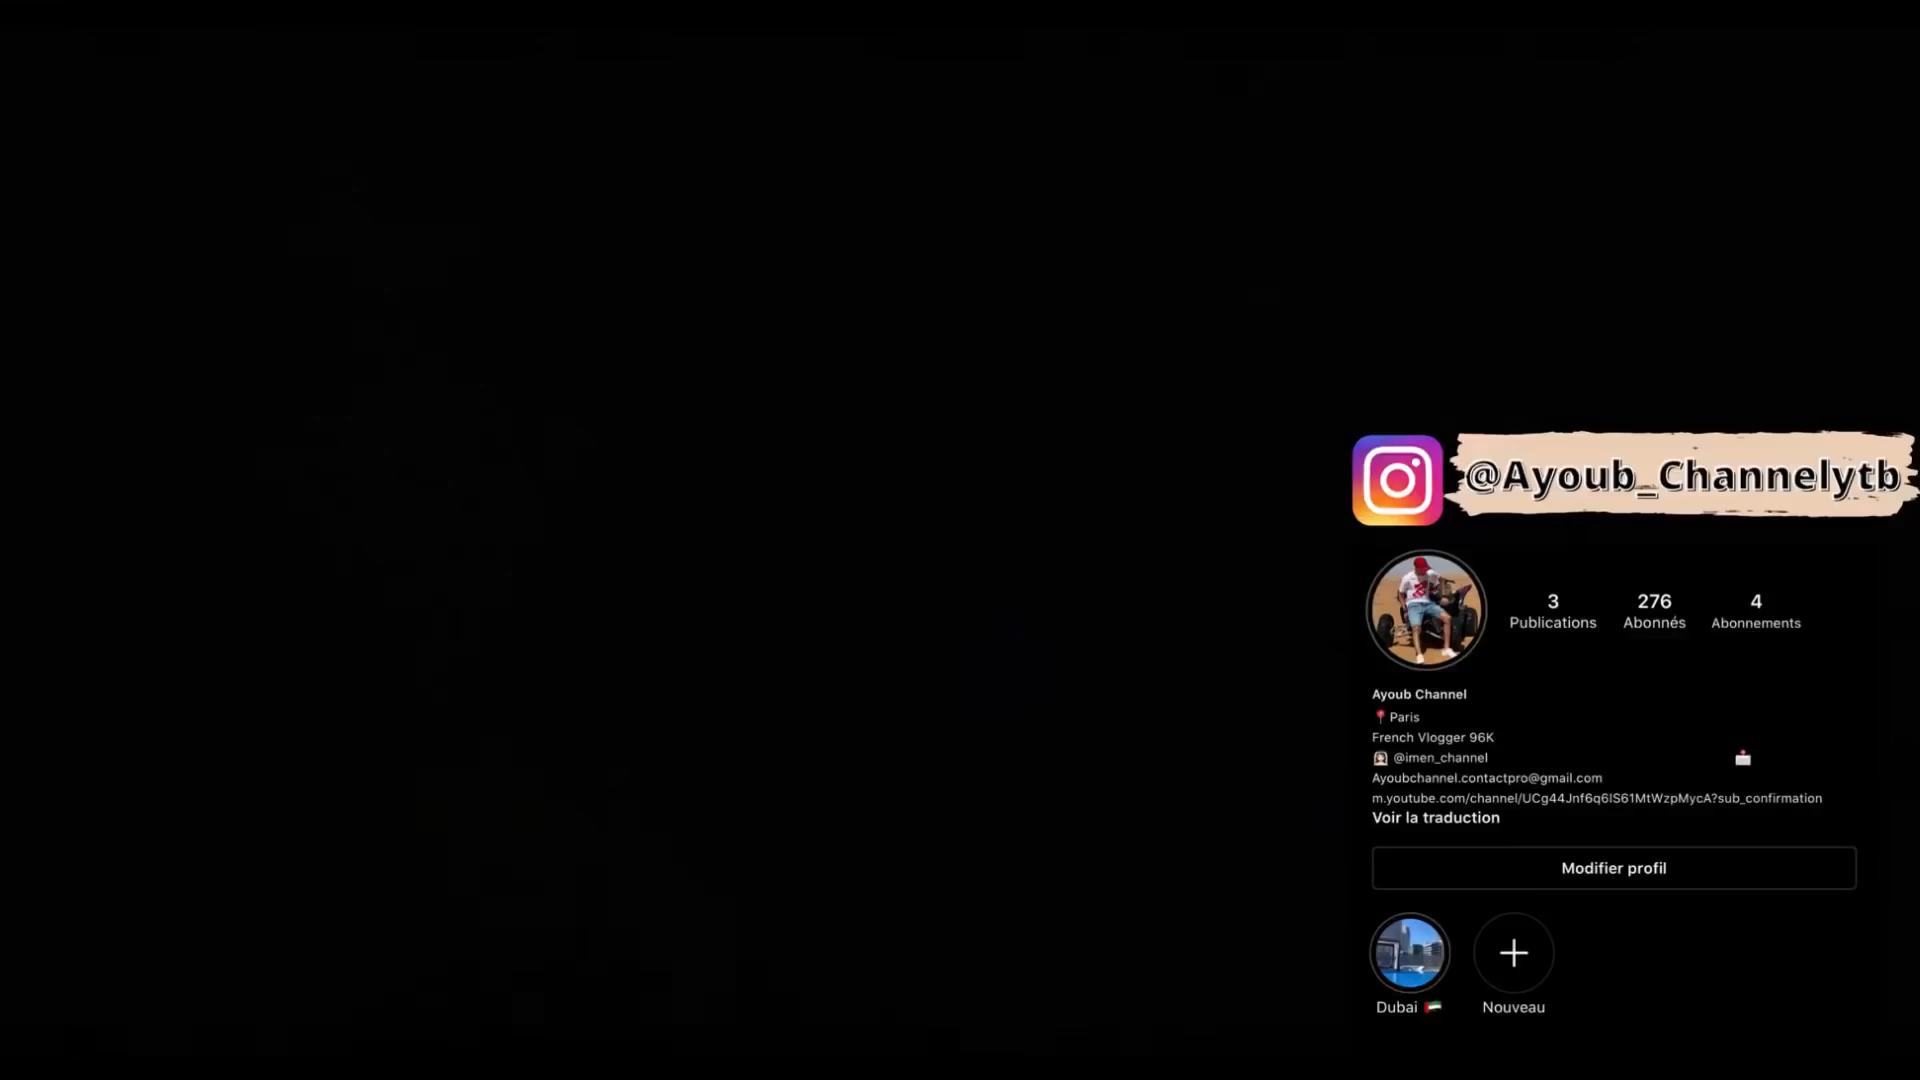 @Ayoub_Channelytb
3 276 4
Publications Abonnés Abonnements
Ayoub Channel
Paris
French Vlogger 96K
@imen_channel
Ayoubchannel.contactpro@gmail.com
m.youtube.com/channel/UCg44Jnf6q6IS61MtWzpMycA?sub_confirmation
Voir la traduction
Modifier profil
Dubai Nouveau